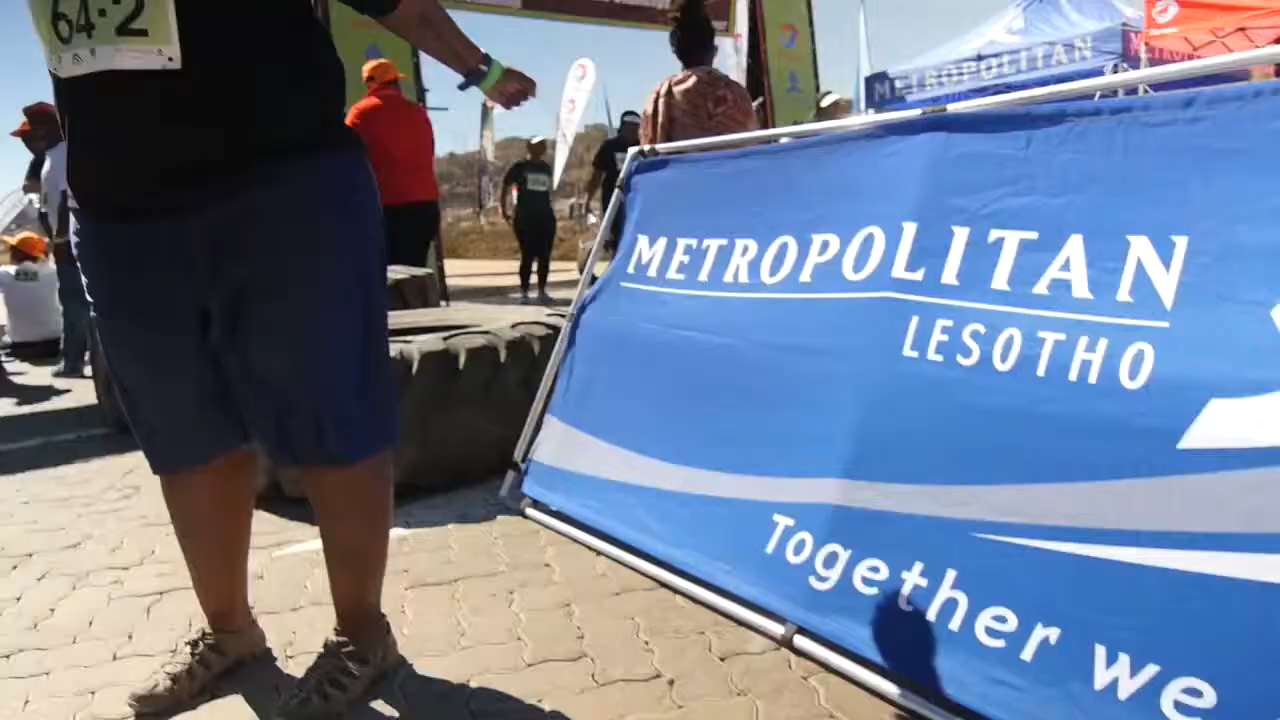 64-2
METROPOLITAN
METROPOLITAN
LESOTHO
Together we